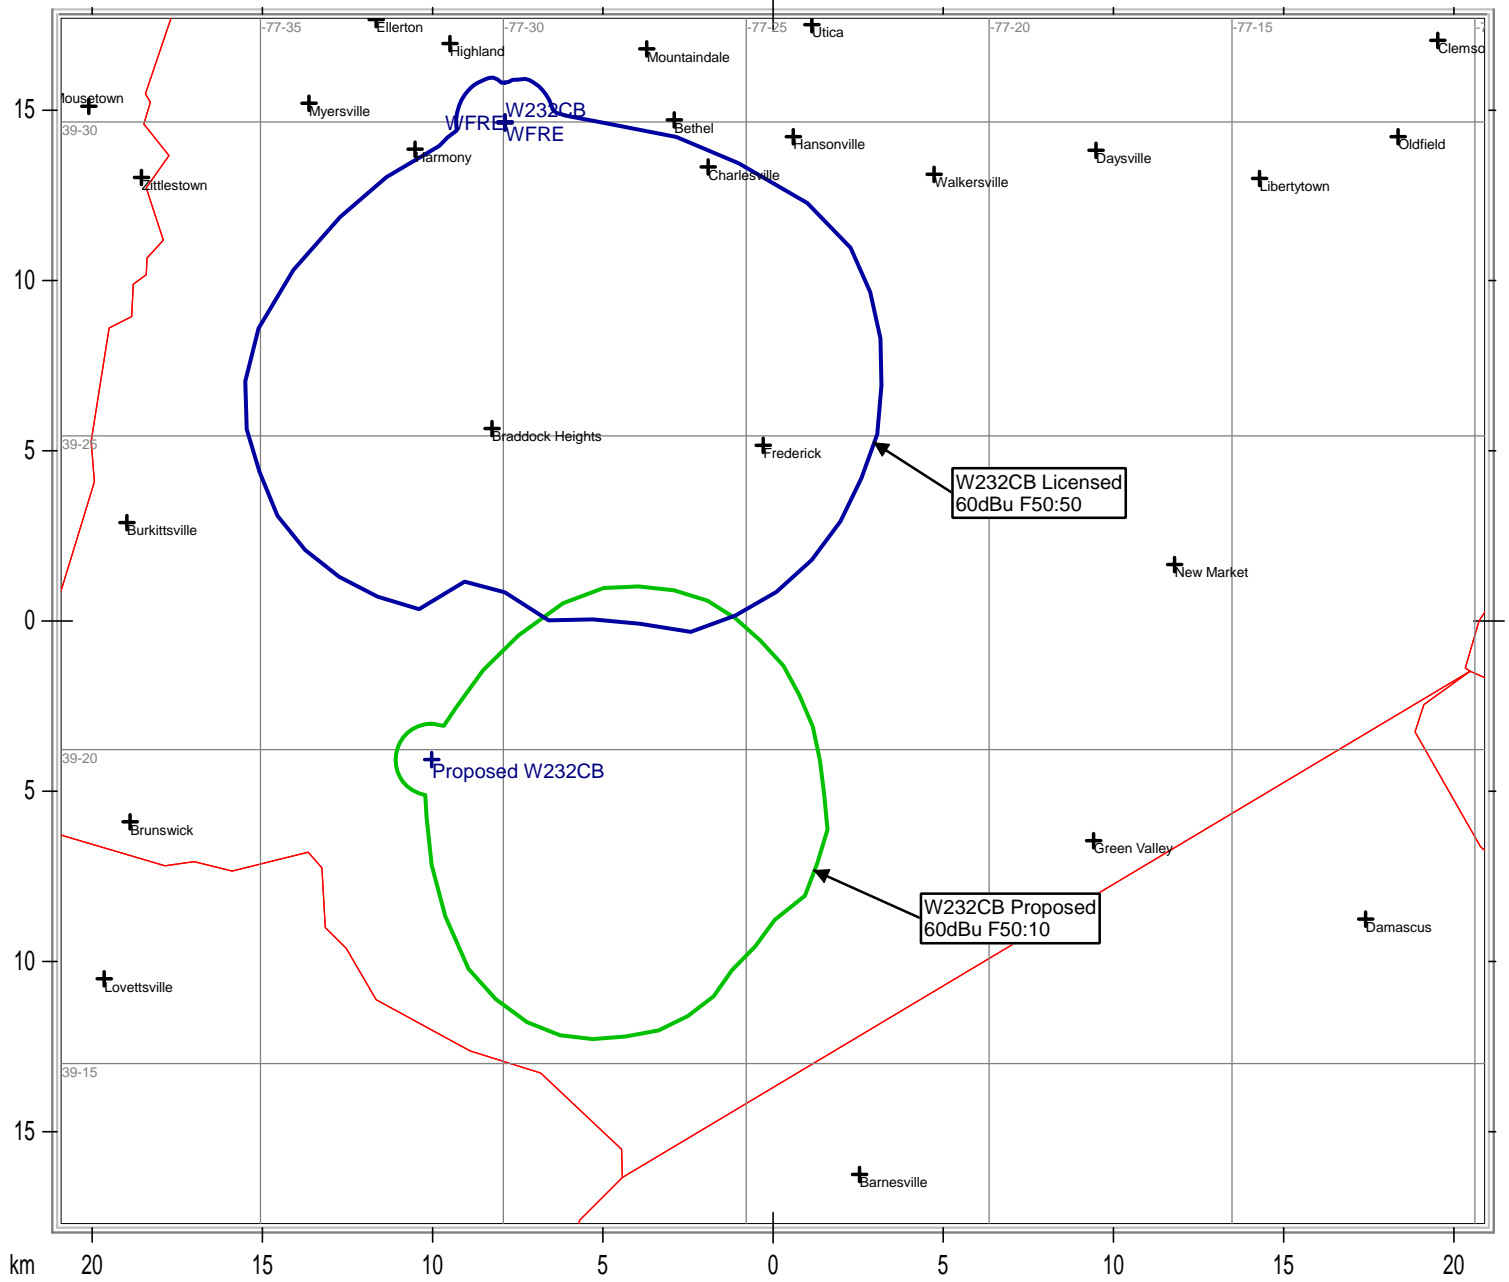 -77-35
-77-30
-77-25
-77-20
-77-15
Ellerton
Highland
Mountaindale
Utica
Clemso
Mousetown
Myersville
15
W232CB
WFRE
WFRE
Bethel
Hansonville
Oldfield
39-30
Harmony
Charlesville
Walkersville
Daysville
Libertytown
Zittlestown
10
Braddock Heights
Frederick
39-25
5
W232CB Licensed
60dBu F50:50
Burkittsville
New Market
0
39-20
Proposed W232CB
5
Brunswick
Green Valley
W232CB Proposed
60dBu F50:10
Damascus
10
Lovettsville
39-15
15
Barnesville
km 20 15 10 5 0 5 10 15 20